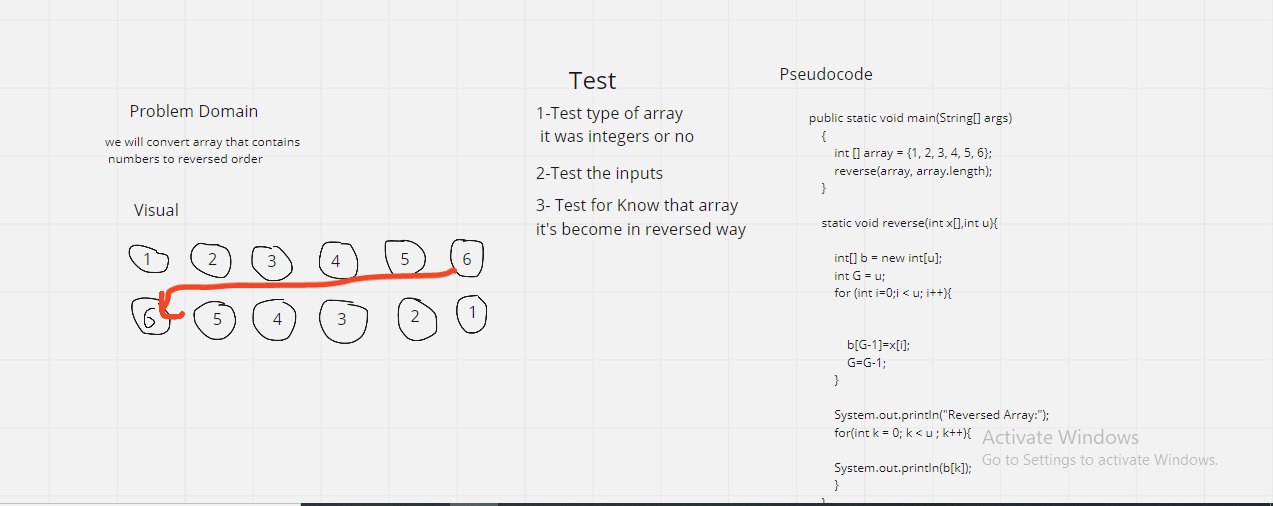 Problem Domain
we will convert array that contains
numbers to reversed order
Visual
1 2 3 4 5 6
6 5 4 3 2 1
Test
1-Test type of array
it was integers or no
2-Test the inputs
3- Test for Know that array
it's become in reversed way
Pseudocode
public static void main(String[] args)
{
int [] array = {1, 2, 3, 4, 5, 6};
reverse(array, array.length);
}
static void reverse(int x[],int u){
int[] b = new int[u];
int G = u;
for (int i=0;i < u; i++){
b[G-1]=x[i];
G=G-1;
}
System.out.println("Reversed Array:");
for(int k = 0; k < u ; k++){
System.out.println(b[k]);
}
}
Activate Windows
Go to Settings to activate Windows.